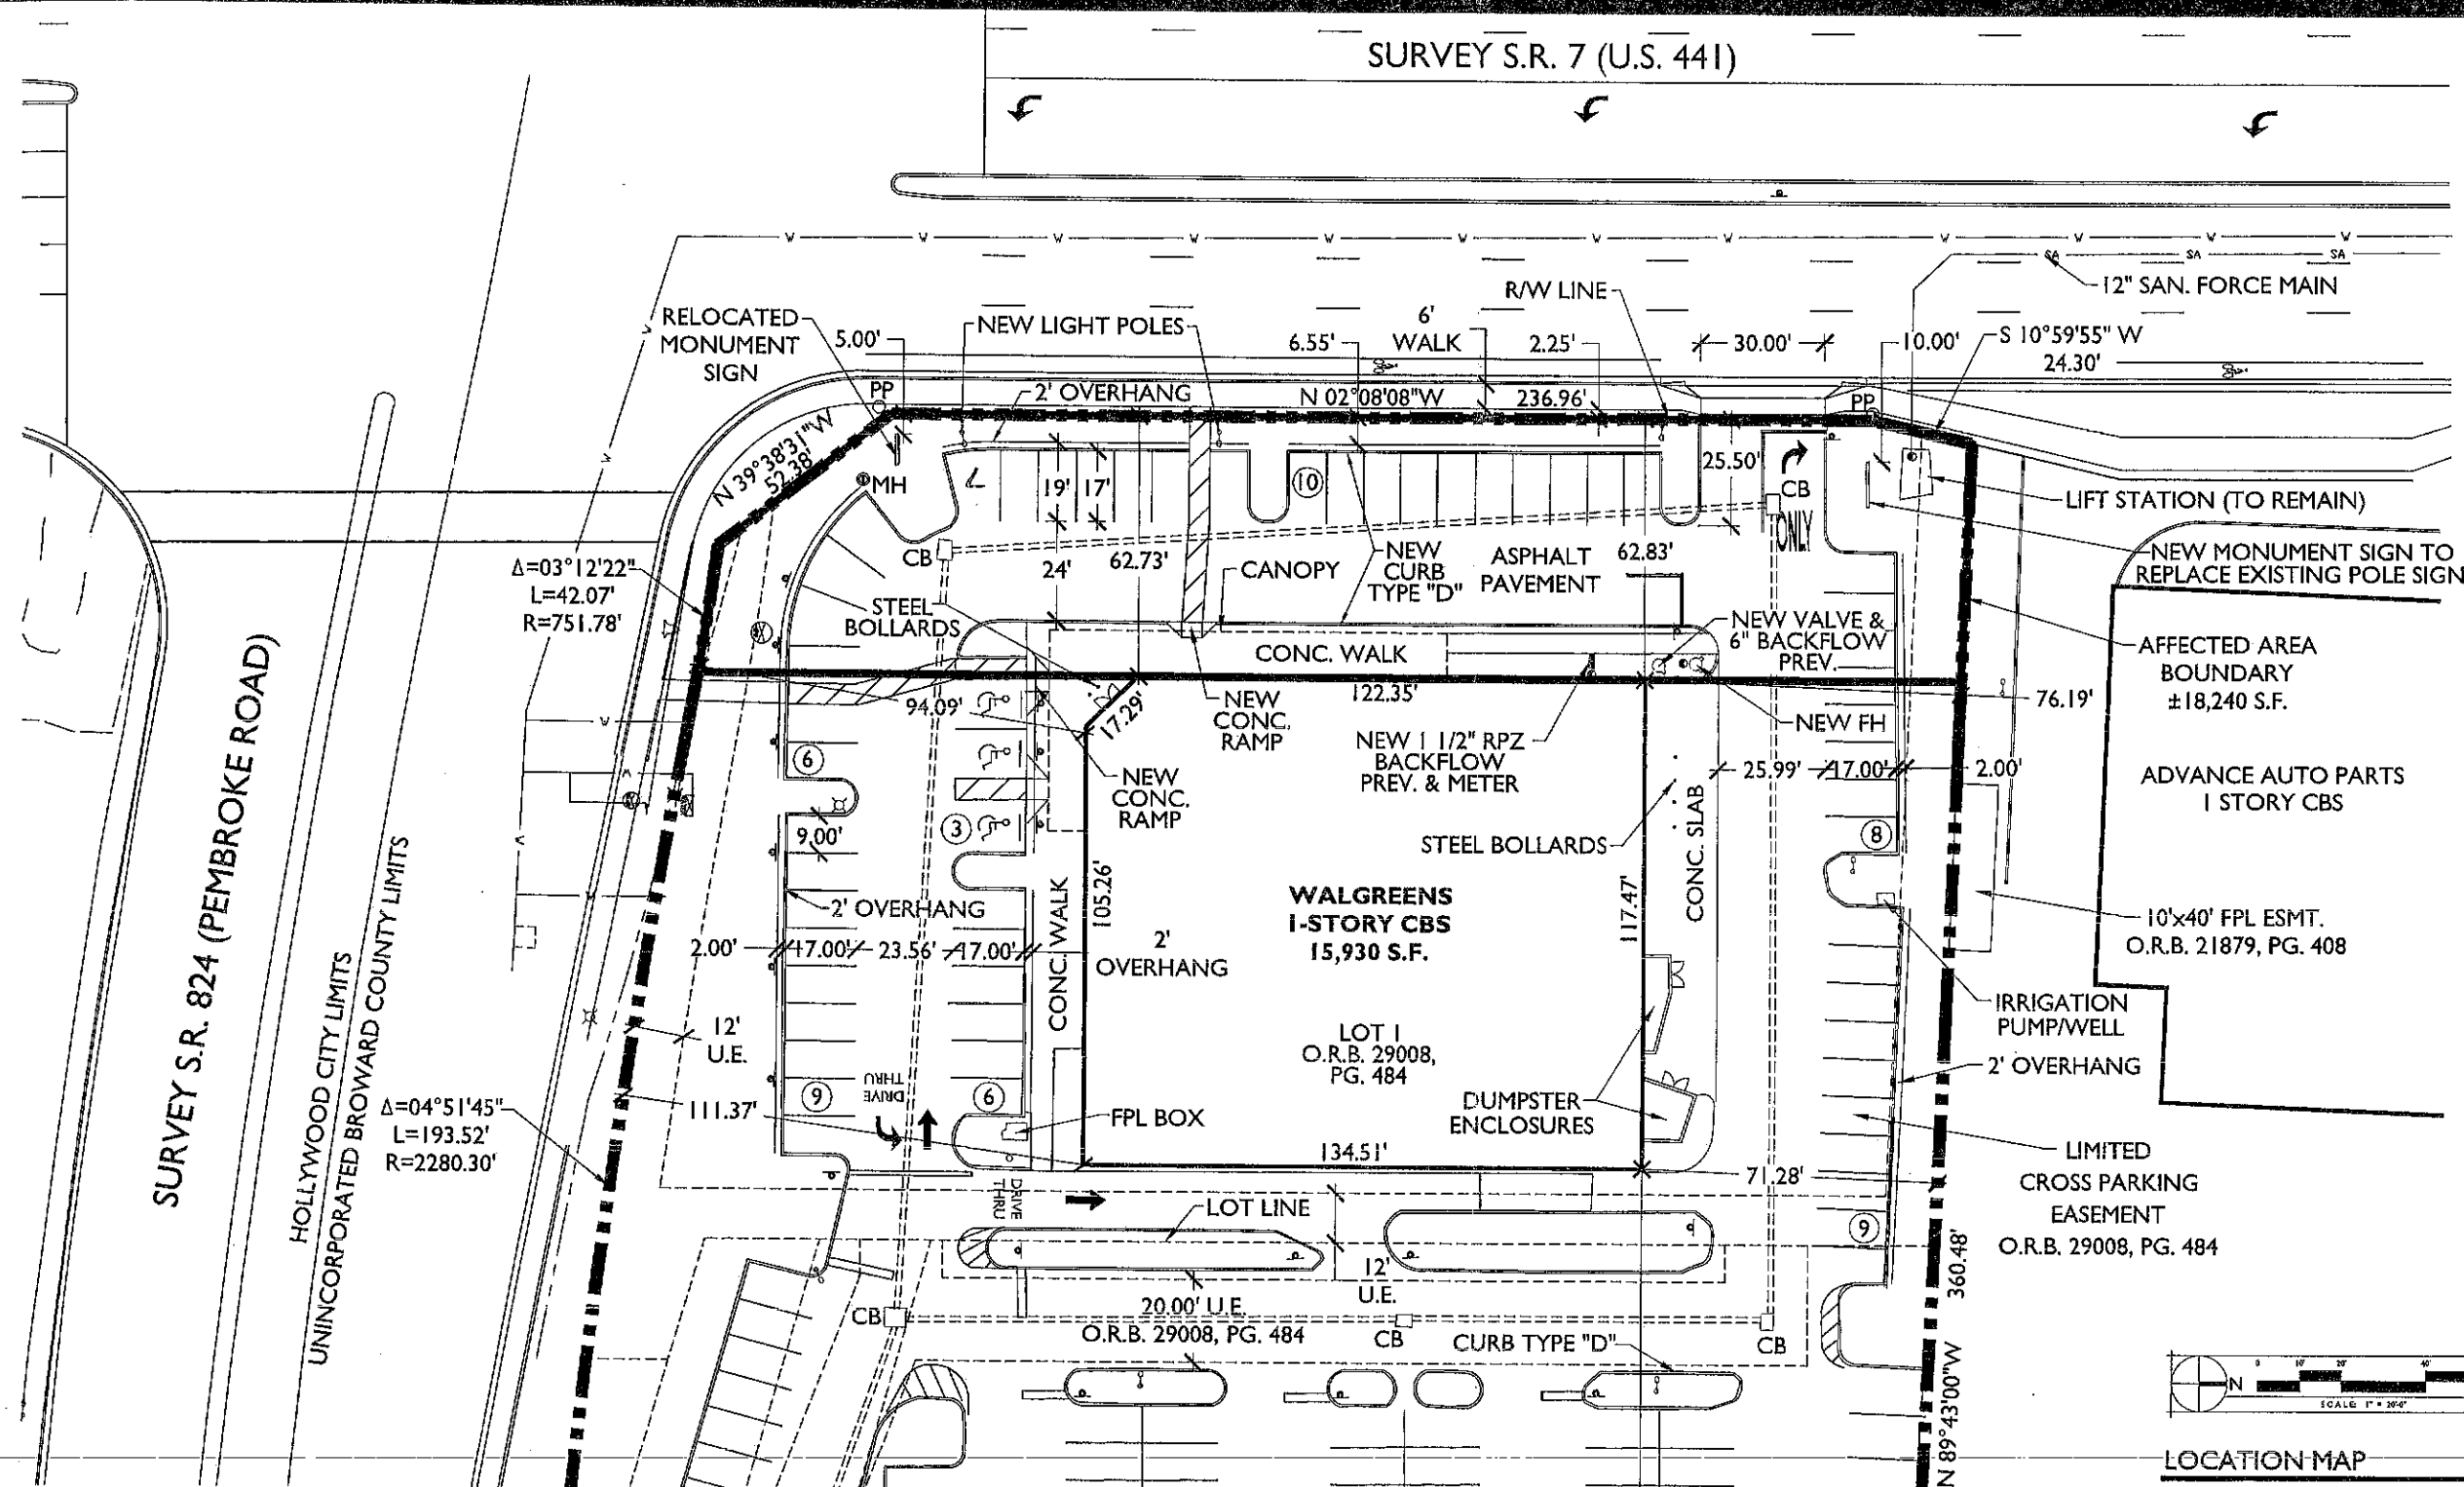 SURVEY S.R. 7 (U.S. 441)
12" SAN. FORCE MAIN
R/W LINE
RELOCATED
MONUMENT
SIGN
5.00'
NEW LIGHT POLES
6.55'
6'
WALK
2.25'
30.00'
10.00'
S 10°59'55" W
24.30'
PP
2' OVERHANG
N 02°08'08"W
236.96'
PP
N 39°38'31"W
52.38'
MH
19'
17'
10
25.50'
CB
ONLY
LIFT STATION (TO REMAIN)
Δ=03°12'22"
L=42.07'
R=751.78'
CB
24'
62.73'
CANOPY
NEW
CURB
TYPE "D"
ASPHALT
PAVEMENT
62.83'
NEW MONUMENT SIGN TO
REPLACE EXISTING POLE SIGN
STEEL
BOLLARDS
NEW VALVE &
6" BACKFLOW
PREV.
CONC. WALK
AFFECTED AREA
BOUNDARY
±18,240 S.F.
94.09'
17.29'
NEW
CONC.
RAMP
122.35'
76.19'
NEW FH
NEW 1 1/2" RPZ
BACKFLOW
PREV. & METER
6
NEW
CONC.
RAMP
25.99'
17.00'
2.00'
ADVANCE AUTO PARTS
1 STORY CBS
9.00'
3
STEEL BOLLARDS
CONC. SLAB
8
SURVEY S.R. 824 (PEMBROKE ROAD)
HOLLYWOOD CITY LIMITS
UNINCORPORATED BROWARD COUNTY LIMITS
2' OVERHANG
105.26'
CONC. WALK
WALGREENS
1-STORY CBS
15,930 S.F.
117.47'
10'x40' FPL ESMT.
O.R.B. 21879, PG. 408
2.00'
17.00'
23.56'
17.00'
2'
OVERHANG
IRRIGATION
PUMP/WELL
12'
U.E.
LOT 1
O.R.B. 29008,
PG. 484
2' OVERHANG
DRIVE
THRU
9
6
Δ=04°51'45"
L=193.52'
R=2280.30'
111.37'
FPL BOX
DUMPSTER
ENCLOSURES
134.51'
71.28'
LIMITED
CROSS PARKING
EASEMENT
O.R.B. 29008, PG. 484
DRIVE
THRU
LOT LINE
9
12'
U.E.
20.00' U.E.
O.R.B. 29008, PG. 484
CB
CB
CURB TYPE "D"
CB
N 89°43'00"W 360.48'
N
0 10' 20' 40'
SCALE: 1" = 20'-0"
LOCATION MAP